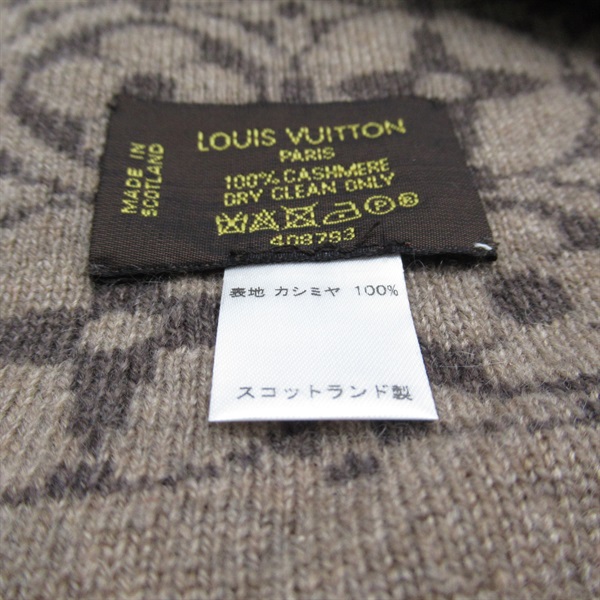 LOUIS VUITTON
PARIS
100% CASHMERE
DRY CLEAN ONLY
408793
MADE IN
SCOTLAND
表地 カシミヤ 100%
スコットランド製